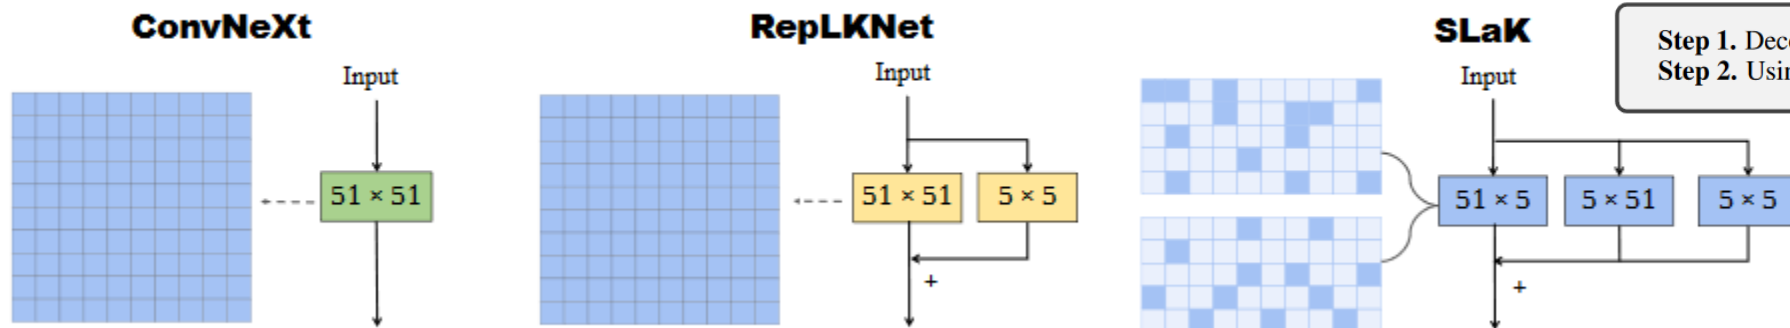 ConvNeXt
Input
51 × 51
RepLKNet
Input
51 × 51
5 × 5
+
SLaK
Input
51 × 5
5 × 51
5 × 5
+
Step 1.
Step 2.